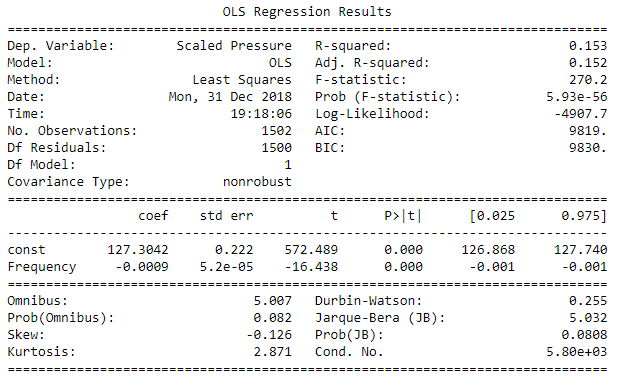 OLS Regression Results
==============================================================================
Dep. Variable:        Scaled Pressure   R-squared:                       0.153
Model:                            OLS   Adj. R-squared:                  0.152
Method:                 Least Squares   F-statistic:                     270.2
Date:                Mon, 31 Dec 2018   Prob (F-statistic):           5.93e-56
Time:                        19:18:06   Log-Likelihood:                -4907.7
No. Observations:                1502   AIC:                             9819.
Df Residuals:                    1500   BIC:                             9830.
Df Model:                           1
Covariance Type:            nonrobust
==============================================================================
                 coef    std err          t      P>|t|      [0.025      0.975]
------------------------------------------------------------------------------
const        127.3042      0.222    572.489      0.000     126.868     127.740
Frequency     -0.0009    5.2e-05    -16.438      0.000      -0.001      -0.001
==============================================================================
Omnibus:                        5.007   Durbin-Watson:                   0.255
Prob(Omnibus):                  0.082   Jarque-Bera (JB):                5.032
Skew:                          -0.126   Prob(JB):                       0.0808
Kurtosis:                       2.871   Cond. No.                     5.80e+03
==============================================================================